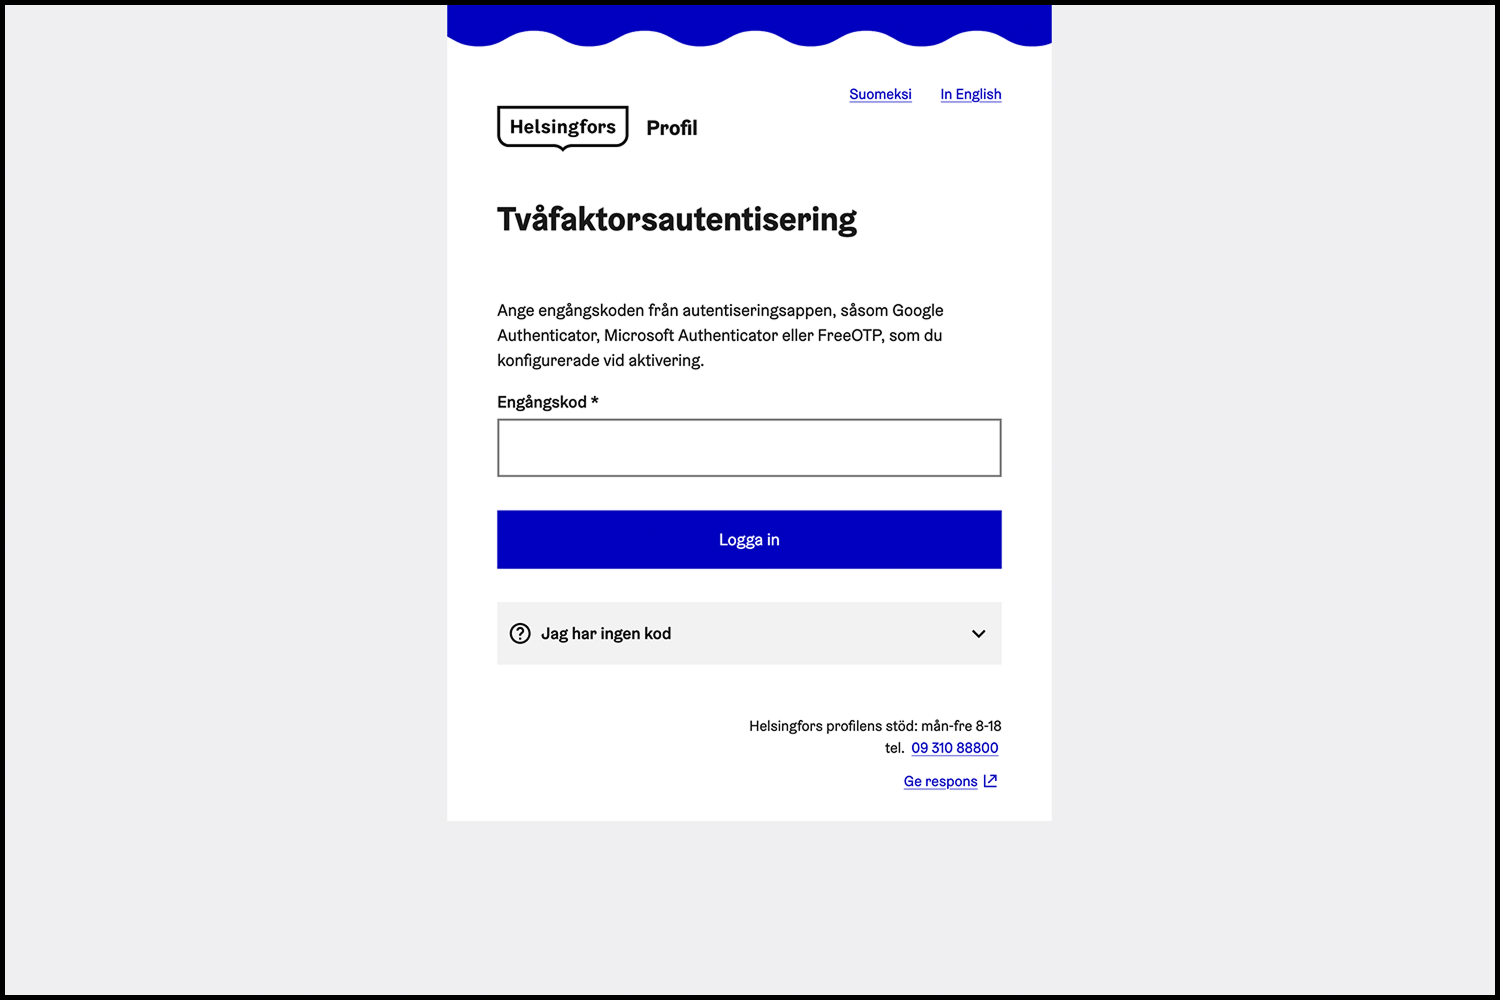 Suomeksi In English
Helsingfors Profil
Tvåfaktorsautentisering
Ange engångskoden från autentiseringsappen, såsom Google
Authenticator, Microsoft Authenticator eller FreeOTP, som du
konfigurerade vid aktivering.
Engångskod *
Logga in
Jag har ingen kod
Helsingfors profilens stöd: mån-fre 8-18
tel. 09 310 88800
Ge respons